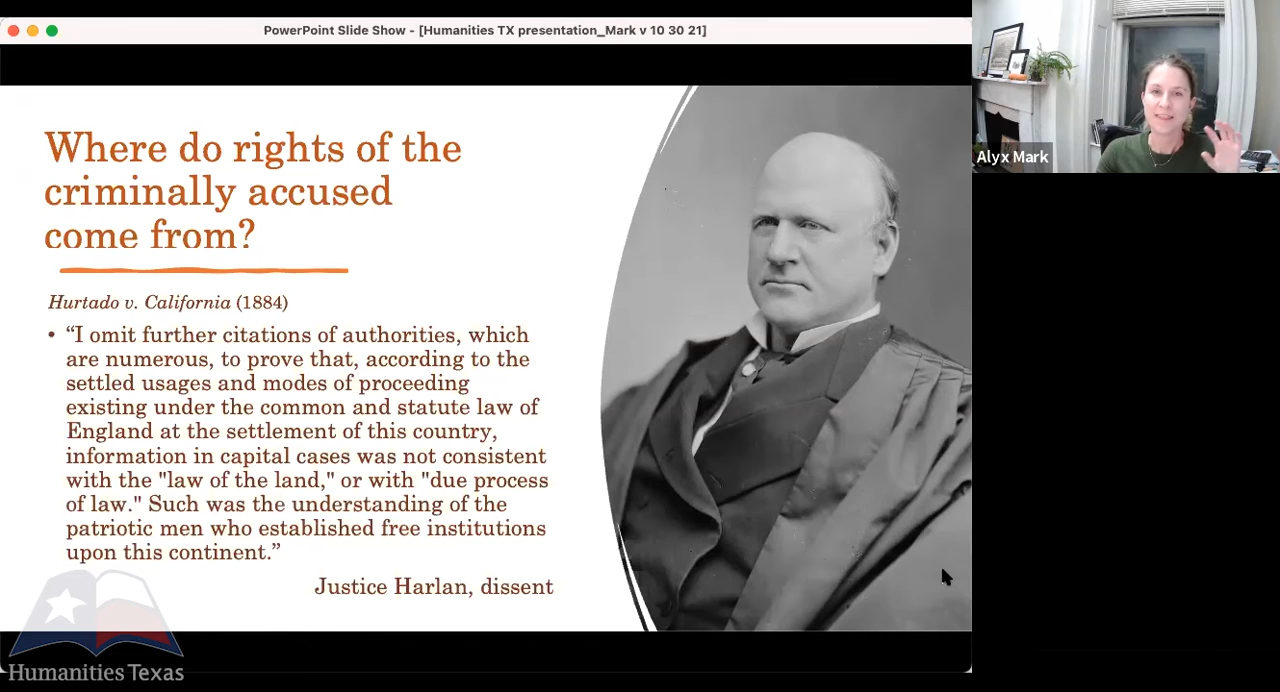 PowerPoint Slide Show - [Humanities TX presentation_Mark v 10 30 21]
Alyx Mark
Where do rights of the
criminally accused
come from?
Hurtado v. California (1884)
• “I omit further citations of authorities, which
are numerous, to prove that, according to the
settled usages and modes of proceeding
existing under the common and statute law of
England at the settlement of this country,
information in capital cases was not consistent
with the "law of the land," or with "due process
of law." Such was the understanding of the
patriotic men who established free institutions
upon this continent.”
Justice Harlan, dissent
Humanities Texas